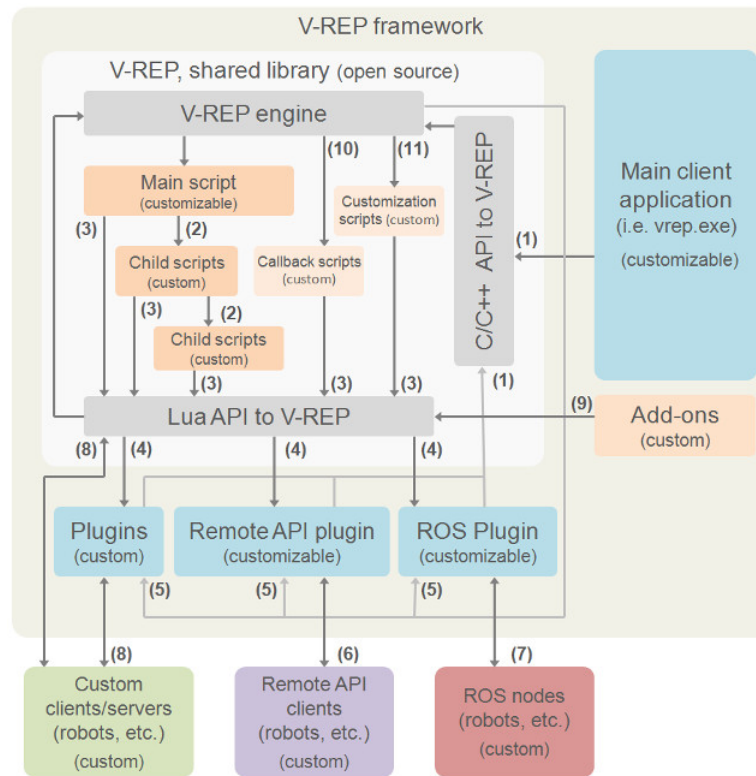 V-REP framework
V-REP, shared library (open source)
V-REP engine
(10)
(11)
Main script
(customizable)
Customization
scripts (custom)
C/C++ API to V-REP
Main client
application
(i.e. vrep.exe)
(customizable)
(3)
(2)
(1)
Child scripts
(custom)
Callback scripts
(custom)
(3)
(2)
Child scripts
(custom)
(3)
(3)
(3)
(1)
Lua API to V-REP
(9)
Add-ons
(custom)
(8)
(4)
(4)
(4)
Plugins
(custom)
Remote API plugin
(customizable)
ROS Plugin
(customizable)
(5)
(5)
(5)
(8)
(6)
(7)
Custom
clients/servers
(robots, etc.)
(custom)
Remote API
clients
(robots, etc.)
(custom)
ROS nodes
(robots, etc.)
(custom)